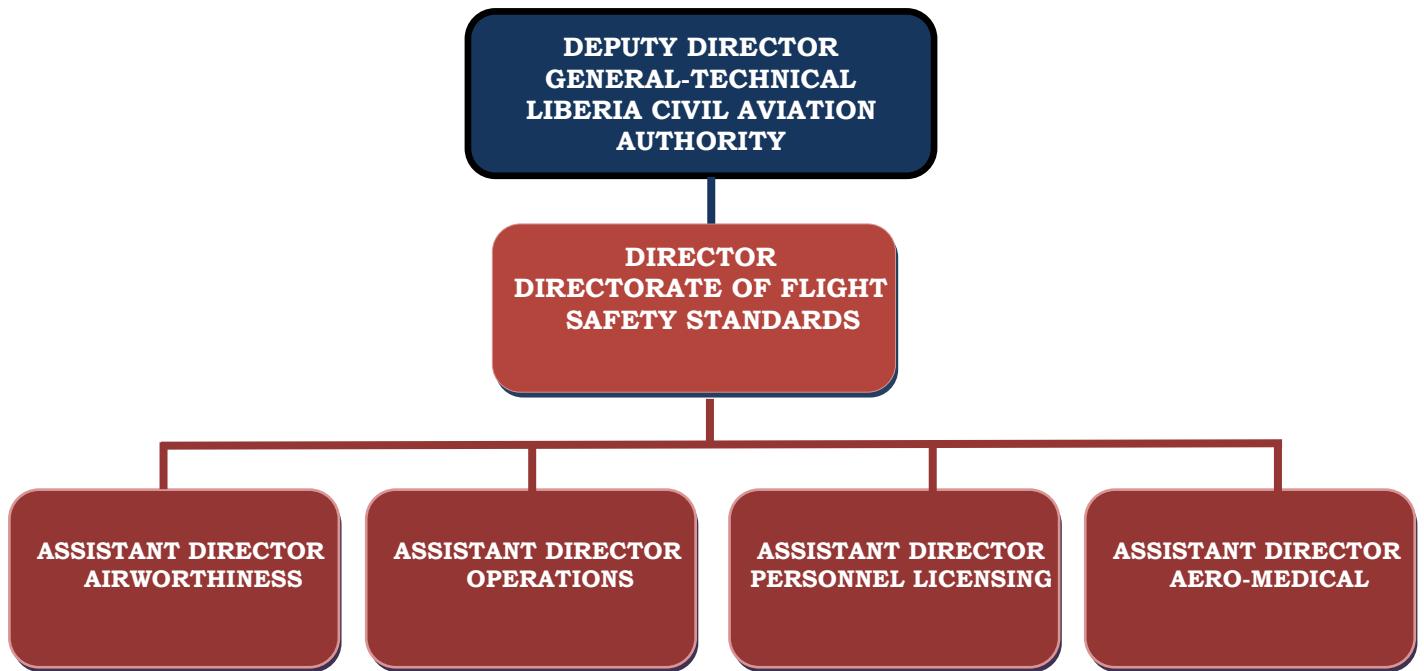 DEPUTY DIRECTOR
GENERAL-TECHNICAL
LIBERIA CIVIL AVIATION
AUTHORITY
DIRECTOR
DIRECTORATE OF FLIGHT
SAFETY STANDARDS
ASSISTANT DIRECTOR
AIRWORTHINESS
ASSISTANT DIRECTOR
OPERATIONS
ASSISTANT DIRECTOR
PERSONNEL LICENSING
ASSISTANT DIRECTOR
AERO-MEDICAL